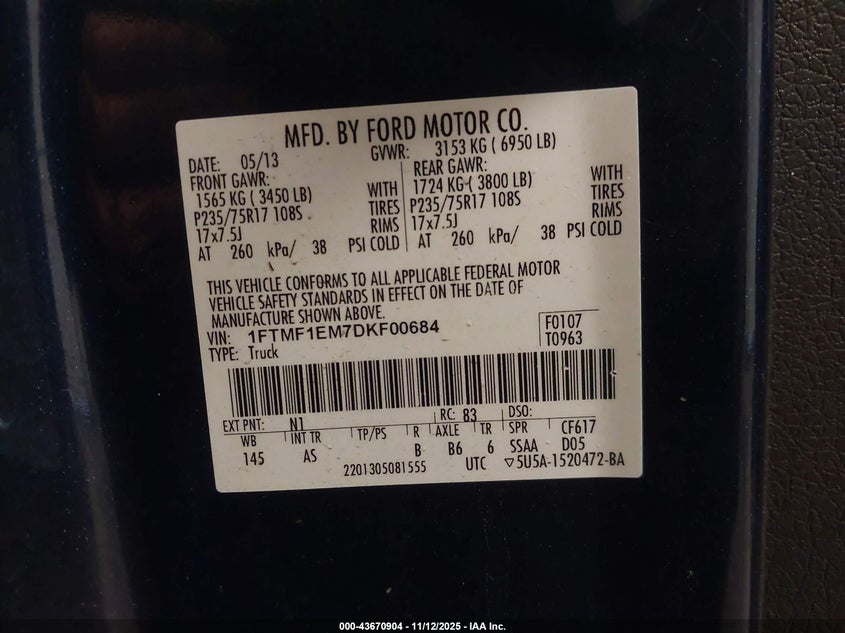 MFD. BY FORD MOTOR CO.
DATE: 05/13 GVWR: 3153 KG ( 6950 LB)
FRONT GAWR: REAR GAWR:
1565 KG ( 3450 LB) WITH 1724 KG ( 3800 LB) WITH
P235/75R17 108S TIRES P235/75R17 108S TIRES
17x7.5J RIMS 17x7.5J RIMS
AT 260 kPa/ 38 PSI COLD AT 260 kPa/ 38 PSI COLD
THIS VEHICLE CONFORMS TO ALL APPLICABLE FEDERAL MOTOR
VEHICLE SAFETY STANDARDS IN EFFECT ON THE DATE OF
MANUFACTURE SHOWN ABOVE.
VIN: 1FTMF1EM7DKF00684 F0107
TYPE: Truck T0963
EXT PNT: N1 RC: 83 DSO:
WB INT TR TP/PS R AXLE TR SPR CF617
145 AS B B6 6 SSAA D05
2201305081555 UTC ▽5U5A-1520472-BA
000-43670904 - 11/12/2025 - IAA Inc.